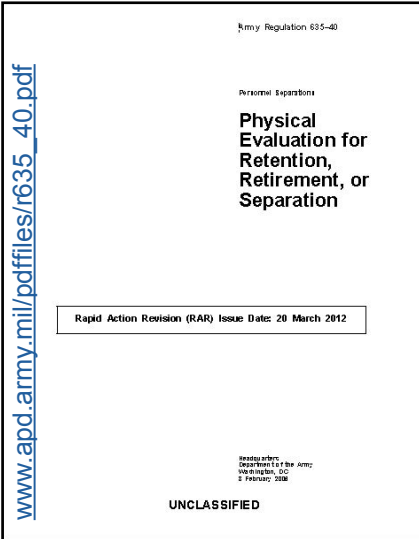 Army Regulation 635–40
Personnel Separations
Physical
Evaluation for
Retention,
Retirement, or
Separation
www.apd.army.mil/pdffiles/r635_40.pdf
Rapid Action Revision (RAR) Issue Date: 20 March 2012
Headquarters
Department of the Army
Washington, DC
8 February 2006
UNCLASSIFIED